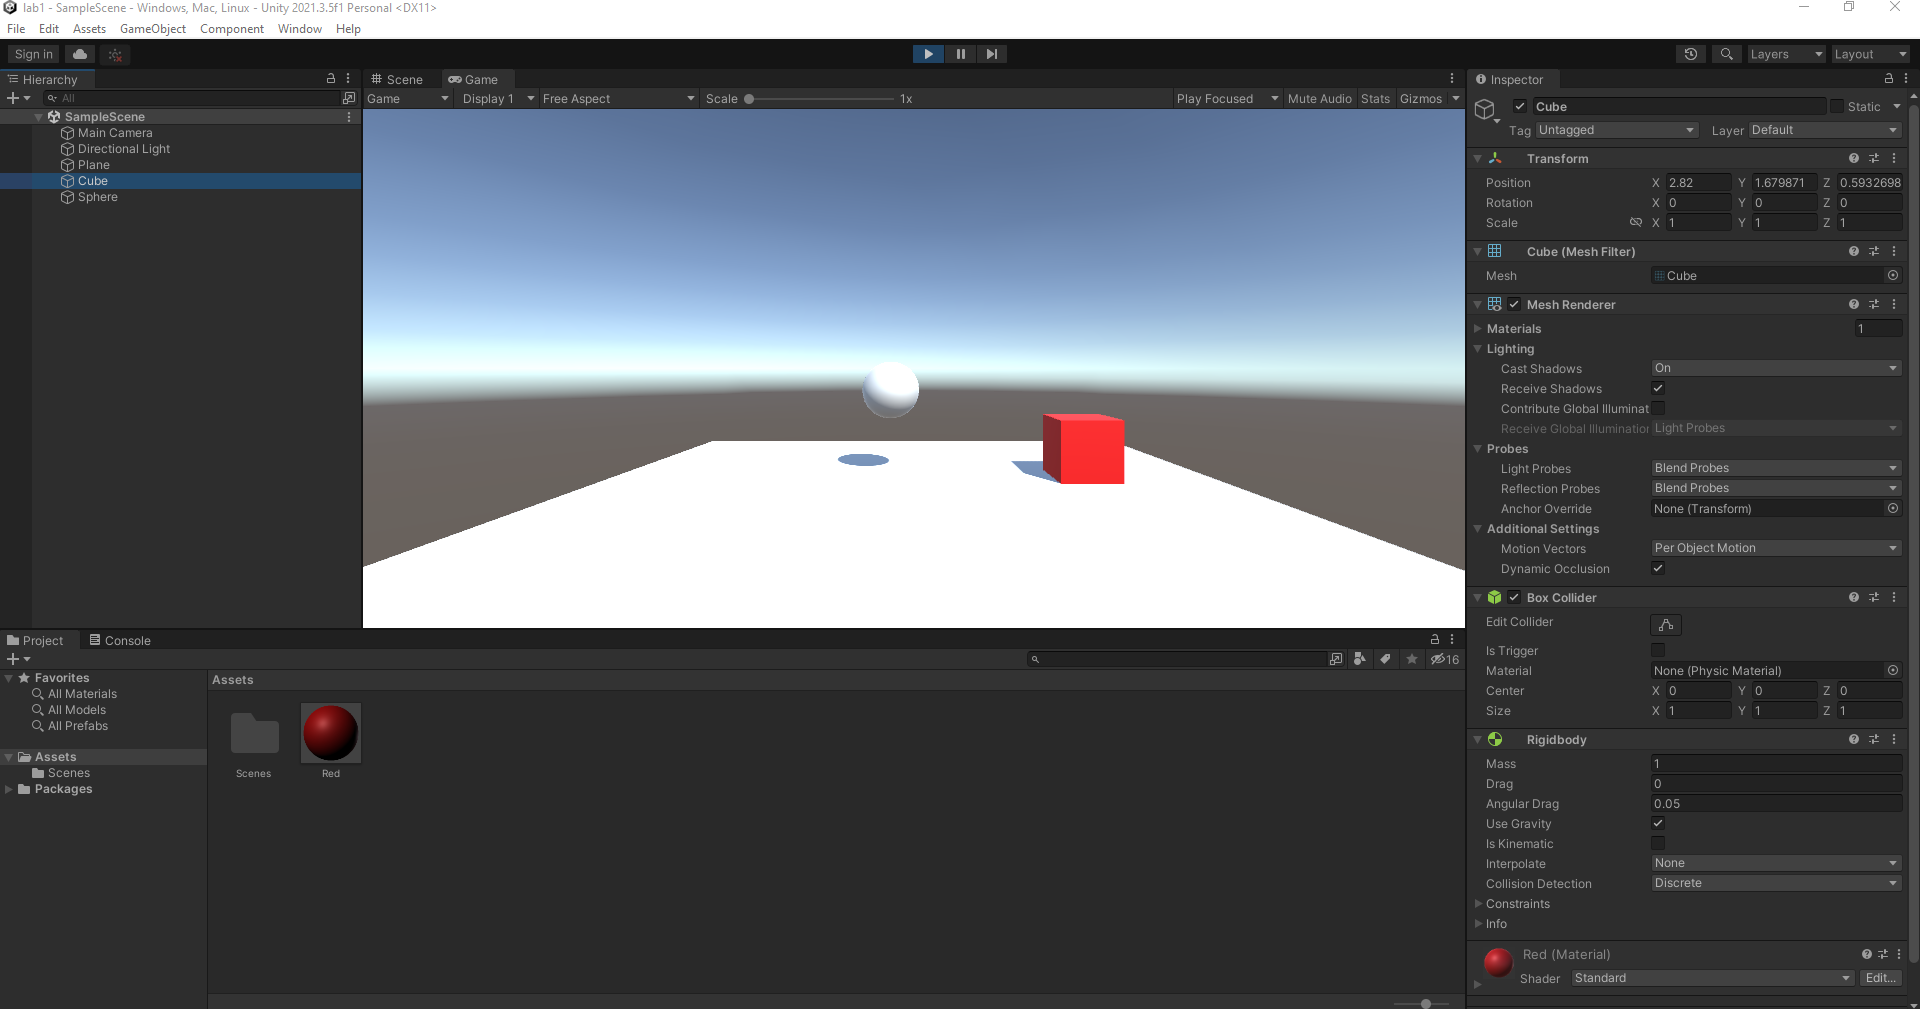 lab1 - SampleScene - Windows, Mac, Linux - Unity 2021.3.5f1 Personal <DX11>
File Edit Assets GameObject Component Window Help
Sign in
Layers Layout
Hierarchy
All
SampleScene
Main Camera
Directional Light
Plane
Cube
Sphere
Scene Game
Game Display 1 Free Aspect Scale 1x Play Focused Mute Audio Stats Gizmos
Inspector
Cube Static
Tag Untagged Layer Default
Transform
Position X 2.82 Y 1.679871 Z 0.5932698
Rotation X 0 Y 0 Z 0
Scale X 1 Y 1 Z 1
Cube (Mesh Filter)
Mesh Cube
Mesh Renderer
Materials 1
Lighting
Cast Shadows On
Receive Shadows
Contribute Global Illuminat
Receive Global Illumination Light Probes
Probes
Light Probes Blend Probes
Reflection Probes Blend Probes
Anchor Override None (Transform)
Additional Settings
Motion Vectors Per Object Motion
Dynamic Occlusion
Box Collider
Edit Collider
Is Trigger
Material None (Physic Material)
Center X 0 Y 0 Z 0
Size X 1 Y 1 Z 1
Rigidbody
Mass 1
Drag 0
Angular Drag 0.05
Use Gravity
Is Kinematic
Interpolate None
Collision Detection Discrete
Constraints
Info
Red (Material)
Shader Standard Edit...
Project Console
16
Favorites
All Materials
All Models
All Prefabs
Assets
Scenes
Packages
Assets
Scenes Red